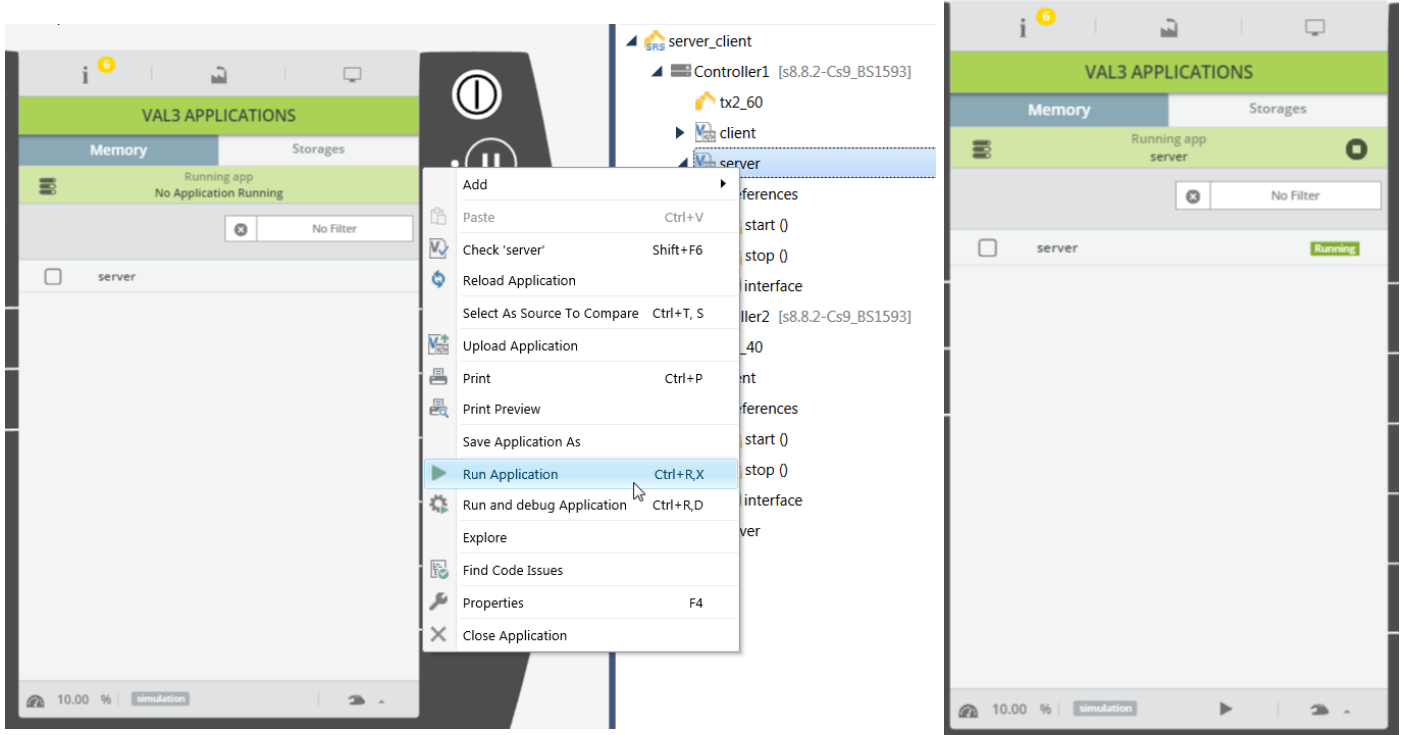 i 6
VAL3 APPLICATIONS
Memory Storages
Running app
No Application Running
No Filter
server
10.00 % simulation
Add
Paste Ctrl+V
Check 'server' Shift+F6
Reload Application
Select As Source To Compare Ctrl+T, S
Upload Application
Print Ctrl+P
Print Preview
Save Application As
Run Application Ctrl+R,X
Run and debug Application Ctrl+R,D
Explore
Find Code Issues
Properties F4
Close Application
SRS server_client
Controller1 [s8.8.2-Cs9_BS1593]
tx2_60
client
server
eferences
start ()
stop ()
interface
ller2 [s8.8.2-Cs9_BS1593]
_40
ent
eferences
start ()
stop ()
interface
ver
i 6
VAL3 APPLICATIONS
Memory Storages
Running app
server
No Filter
server Running
10.00 % simulation